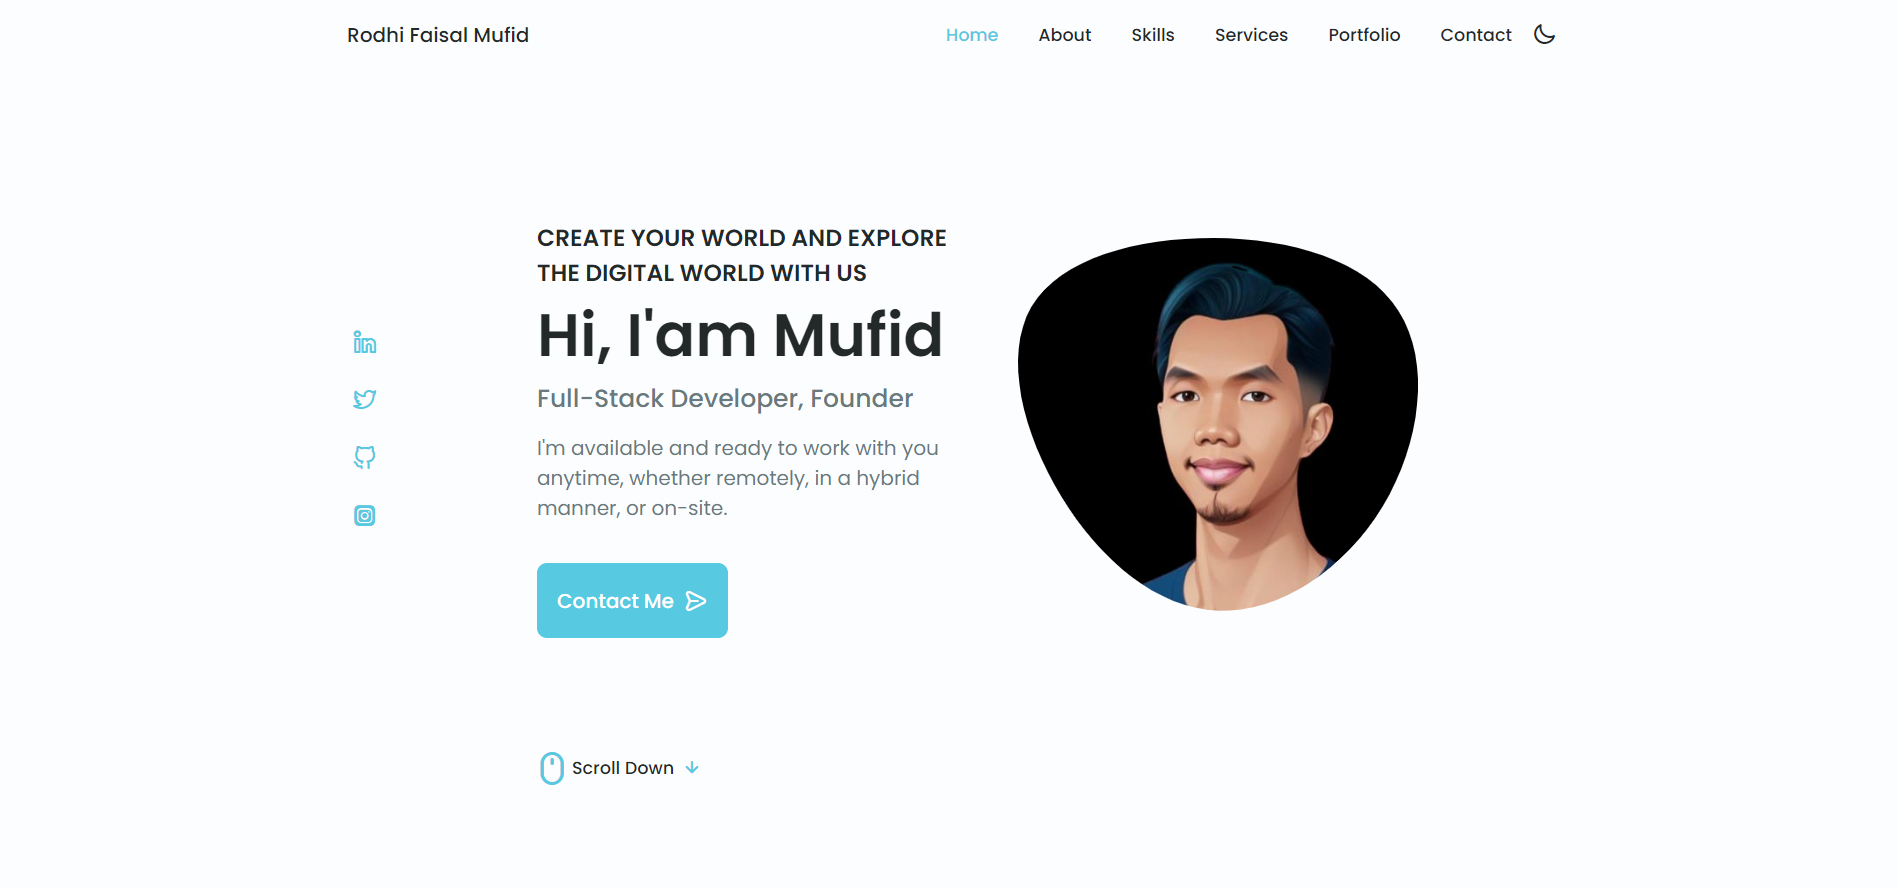 Rodhi Faisal Mufid
Home About Skills Services Portfolio Contact
CREATE YOUR WORLD AND EXPLORE
THE DIGITAL WORLD WITH US
Hi, I'am Mufid
Full-Stack Developer, Founder
I'm available and ready to work with you
anytime, whether remotely, in a hybrid
manner, or on-site.
Contact Me
Scroll Down